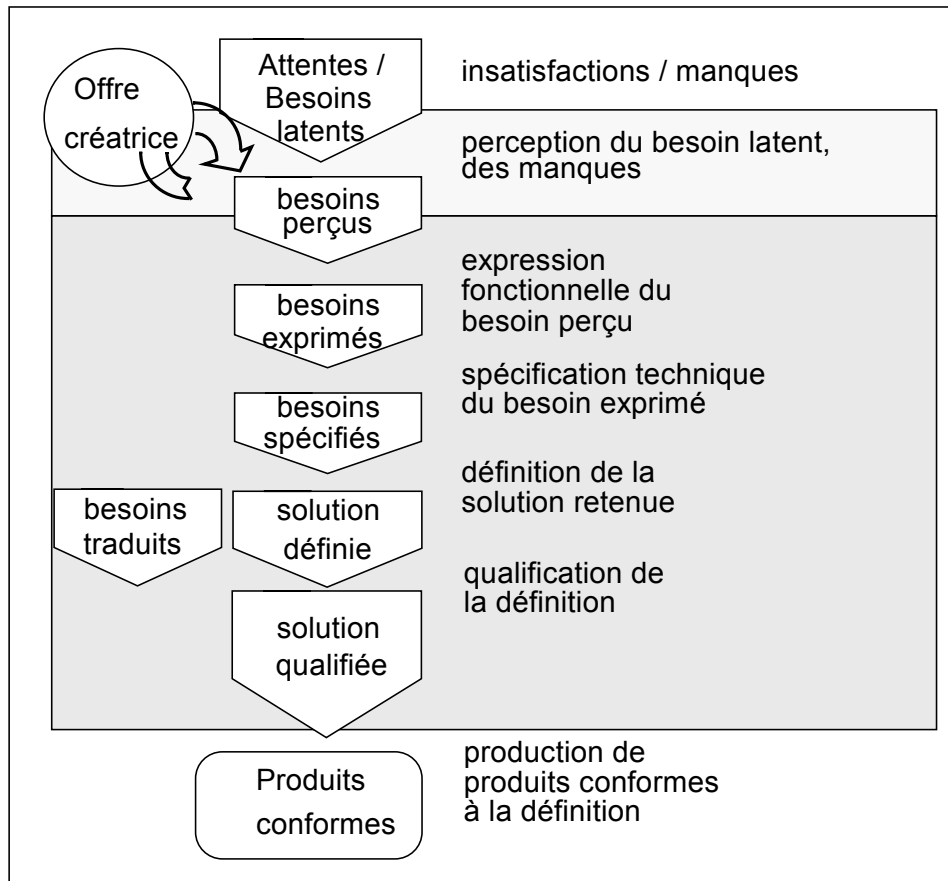 Offre
créatrice
Attentes /
Besoins
latents
insatisfactions / manques
perception du besoin latent,
des manques
besoins
perçus
expression
fonctionnelle du
besoin perçu
besoins
exprimés
spécification technique
du besoin exprimé
besoins
spécifiés
définition de la
solution retenue
besoins
traduits
solution
définie
qualification de
la définition
solution
qualifiée
Produits
conformes
production de
produits conformes
à la définition